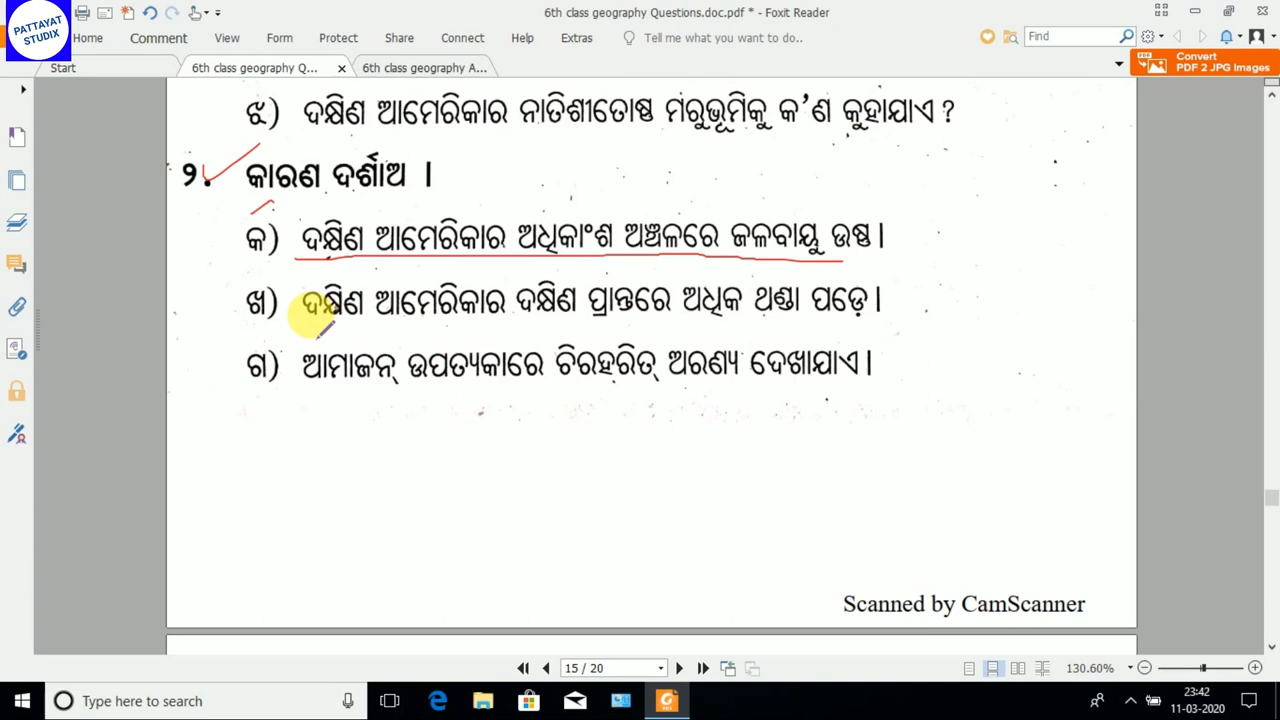 PATTAYAT
STUDIX
6th class geography Questions.doc.pdf * - Foxit Reader
Home Comment View Form Protect Share Connect Help Extras Tell me what you want to do.. Find
Start 6th class geography Q... x 6th class geography A...
Convert
PDF 2 JPG Images
ଝ) ଦକ୍ଷିଣ ଆମେରିକାର ନାତିଶୀତୋଷ୍ଣ ମରୁଭୂମିକୁ କ’ଣ କୁହାଯାଏ ?
୨. କାରଣ ଦର୍ଶାଅ ।
କ) ଦକ୍ଷିଣ ଆମେରିକାର ଅଧିକାଂଶ ଅଞ୍ଚଳରେ ଜଳବାୟୁ ଉଷ୍ଣ।
ଖ) ଦକ୍ଷିଣ ଆମେରିକାର ଦକ୍ଷିଣ ପ୍ରାନ୍ତରେ ଅଧିକ ଥଣ୍ଡା ପଡ଼େ।
ଗ) ଆମାଜନ୍ ଉପତ୍ୟକାରେ ଚିରହରିତ୍ ଅରଣ୍ୟ ଦେଖାଯାଏ।
Scanned by CamScanner
15 / 20
130.60%
Type here to search
23:42
11-03-2020